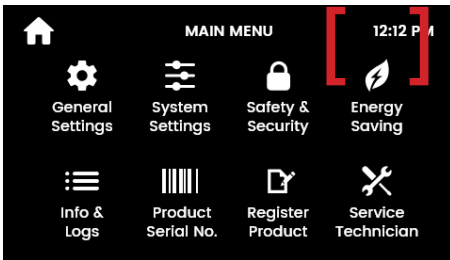 MAIN MENU
12:12 PM
General
Settings
System
Settings
Safety &
Security
Energy
Saving
Info &
Logs
Product
Serial No.
Register
Product
Service
Technician